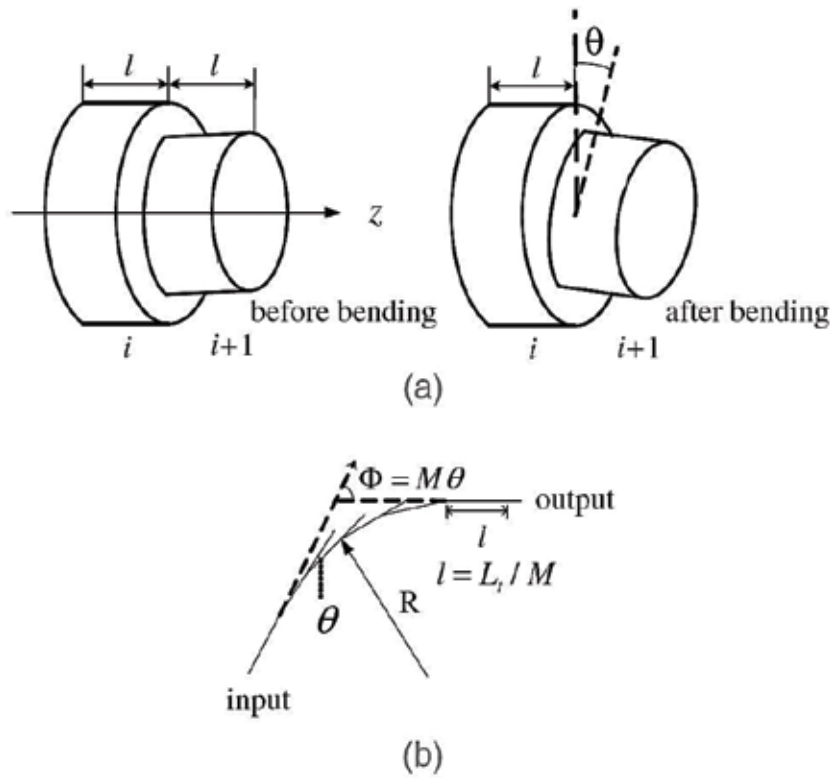 l l
z
before bending
i i+1
l θ
after bending
i i+1
(a)
Φ = Mθ
output
l
l = L_t / M
R
θ
input
(b)